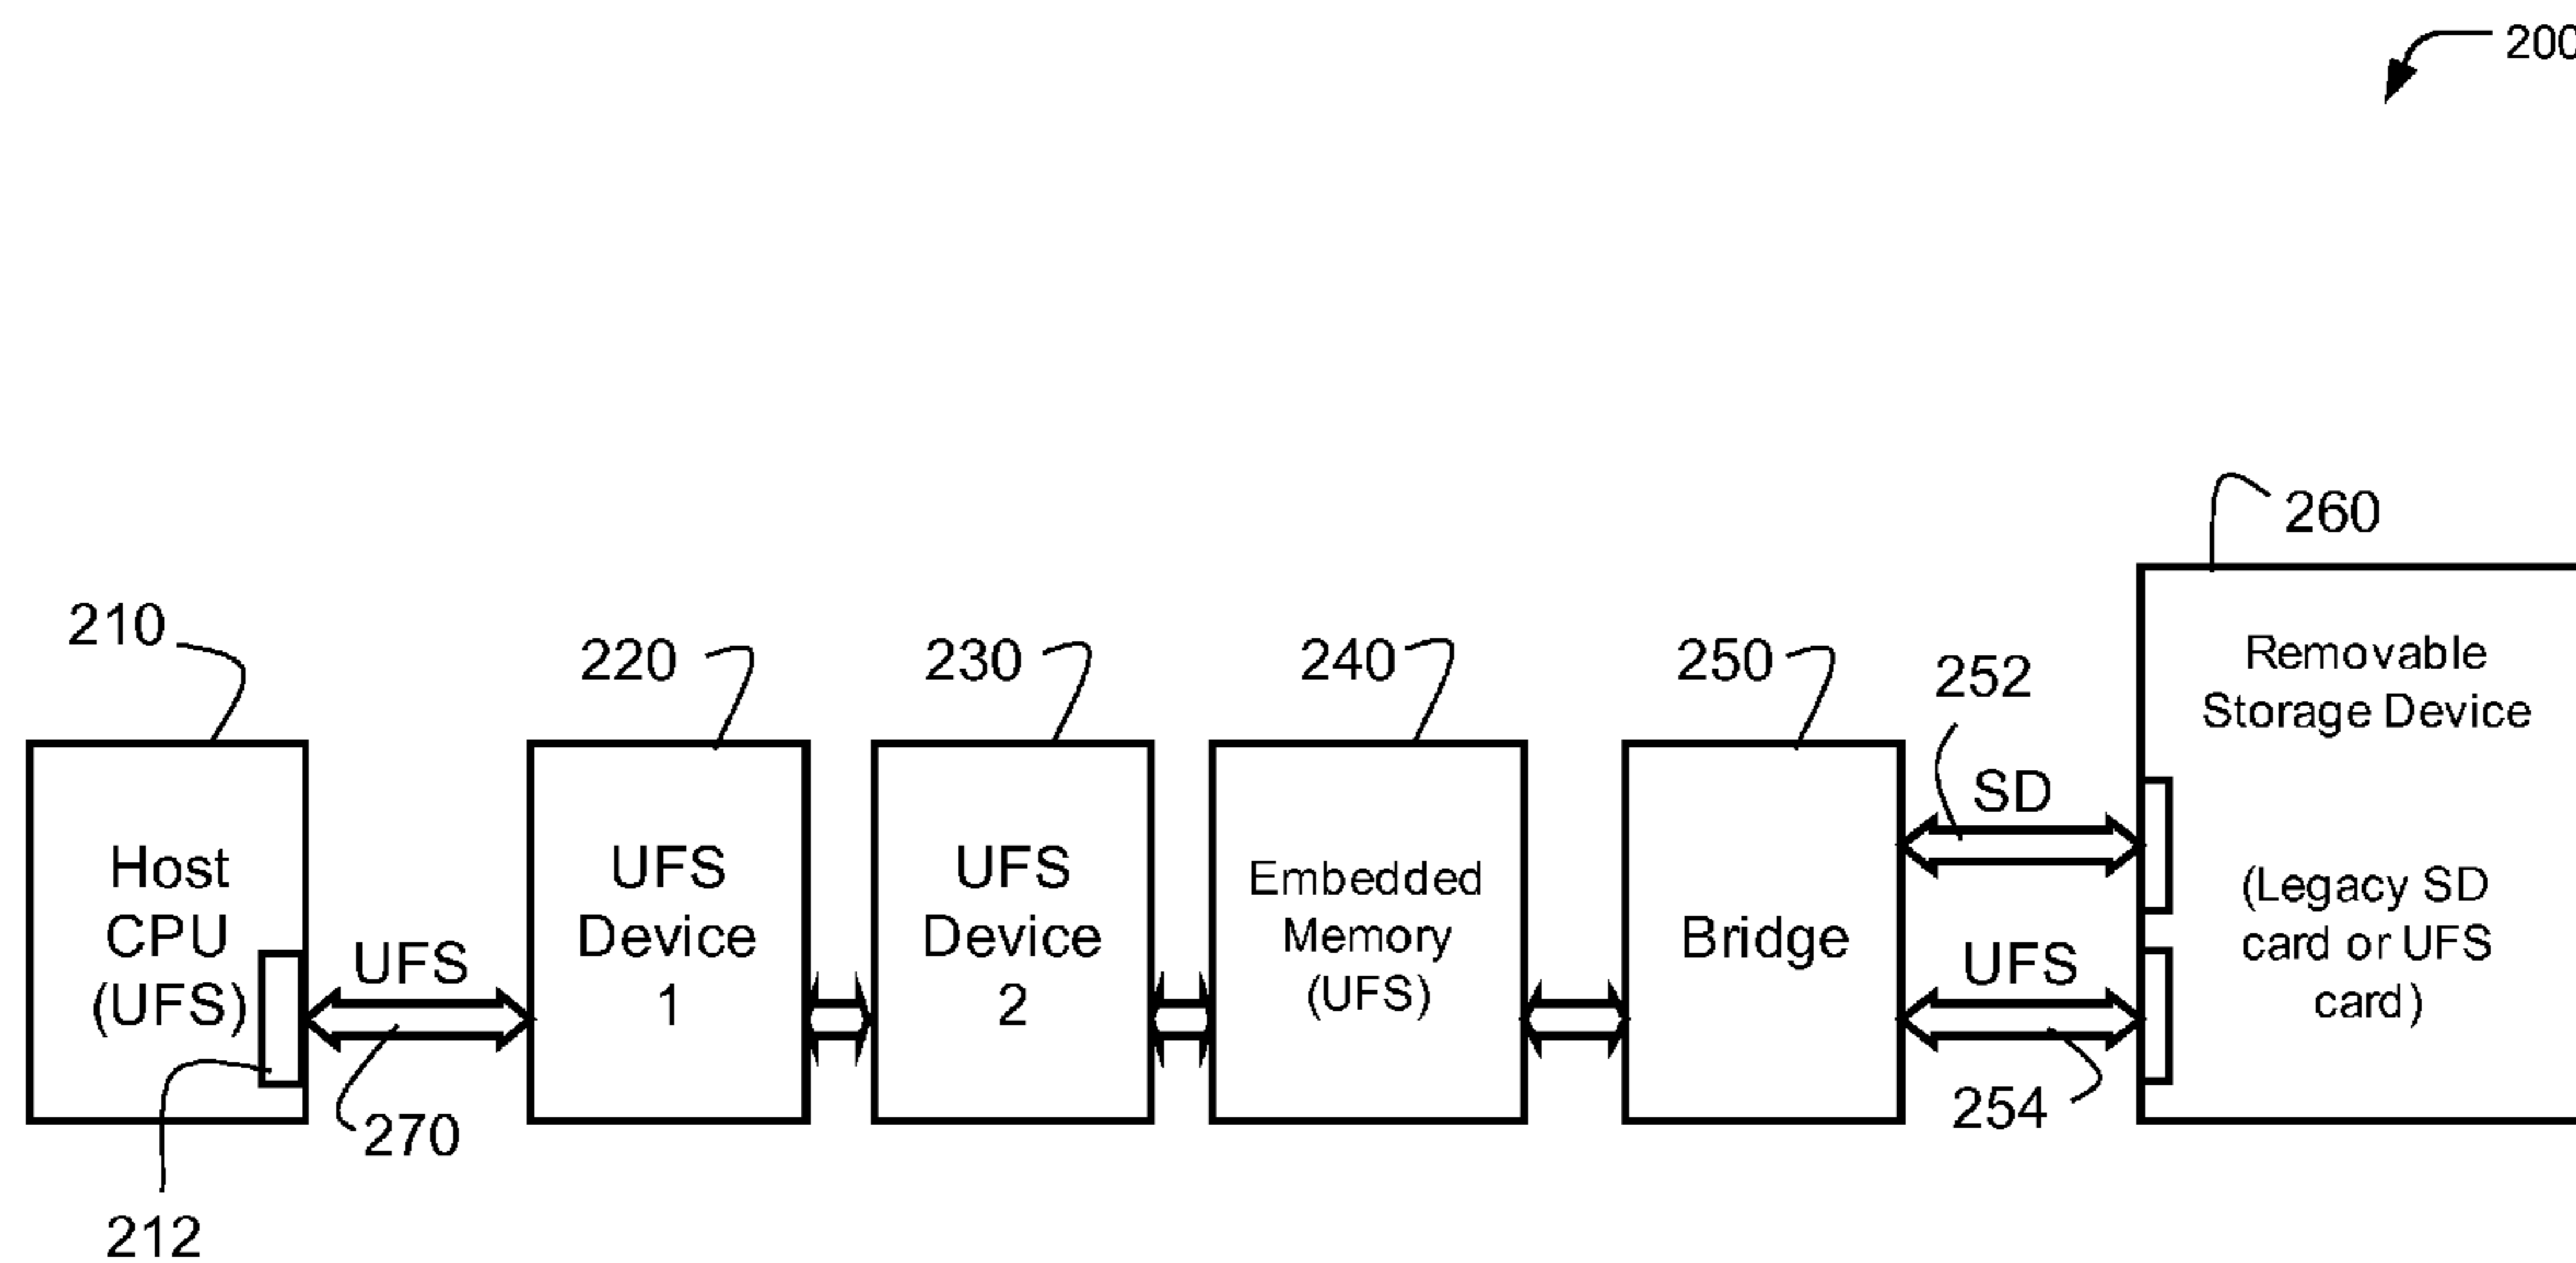 200
260
210
220
230
240
250
252
Removable
Storage Device
(Legacy SD
card or UFS
card)
Host
CPU
(UFS)
UFS
UFS
Device
1
UFS
Device
2
Embedded
Memory
(UFS)
Bridge
SD
UFS
254
270
212